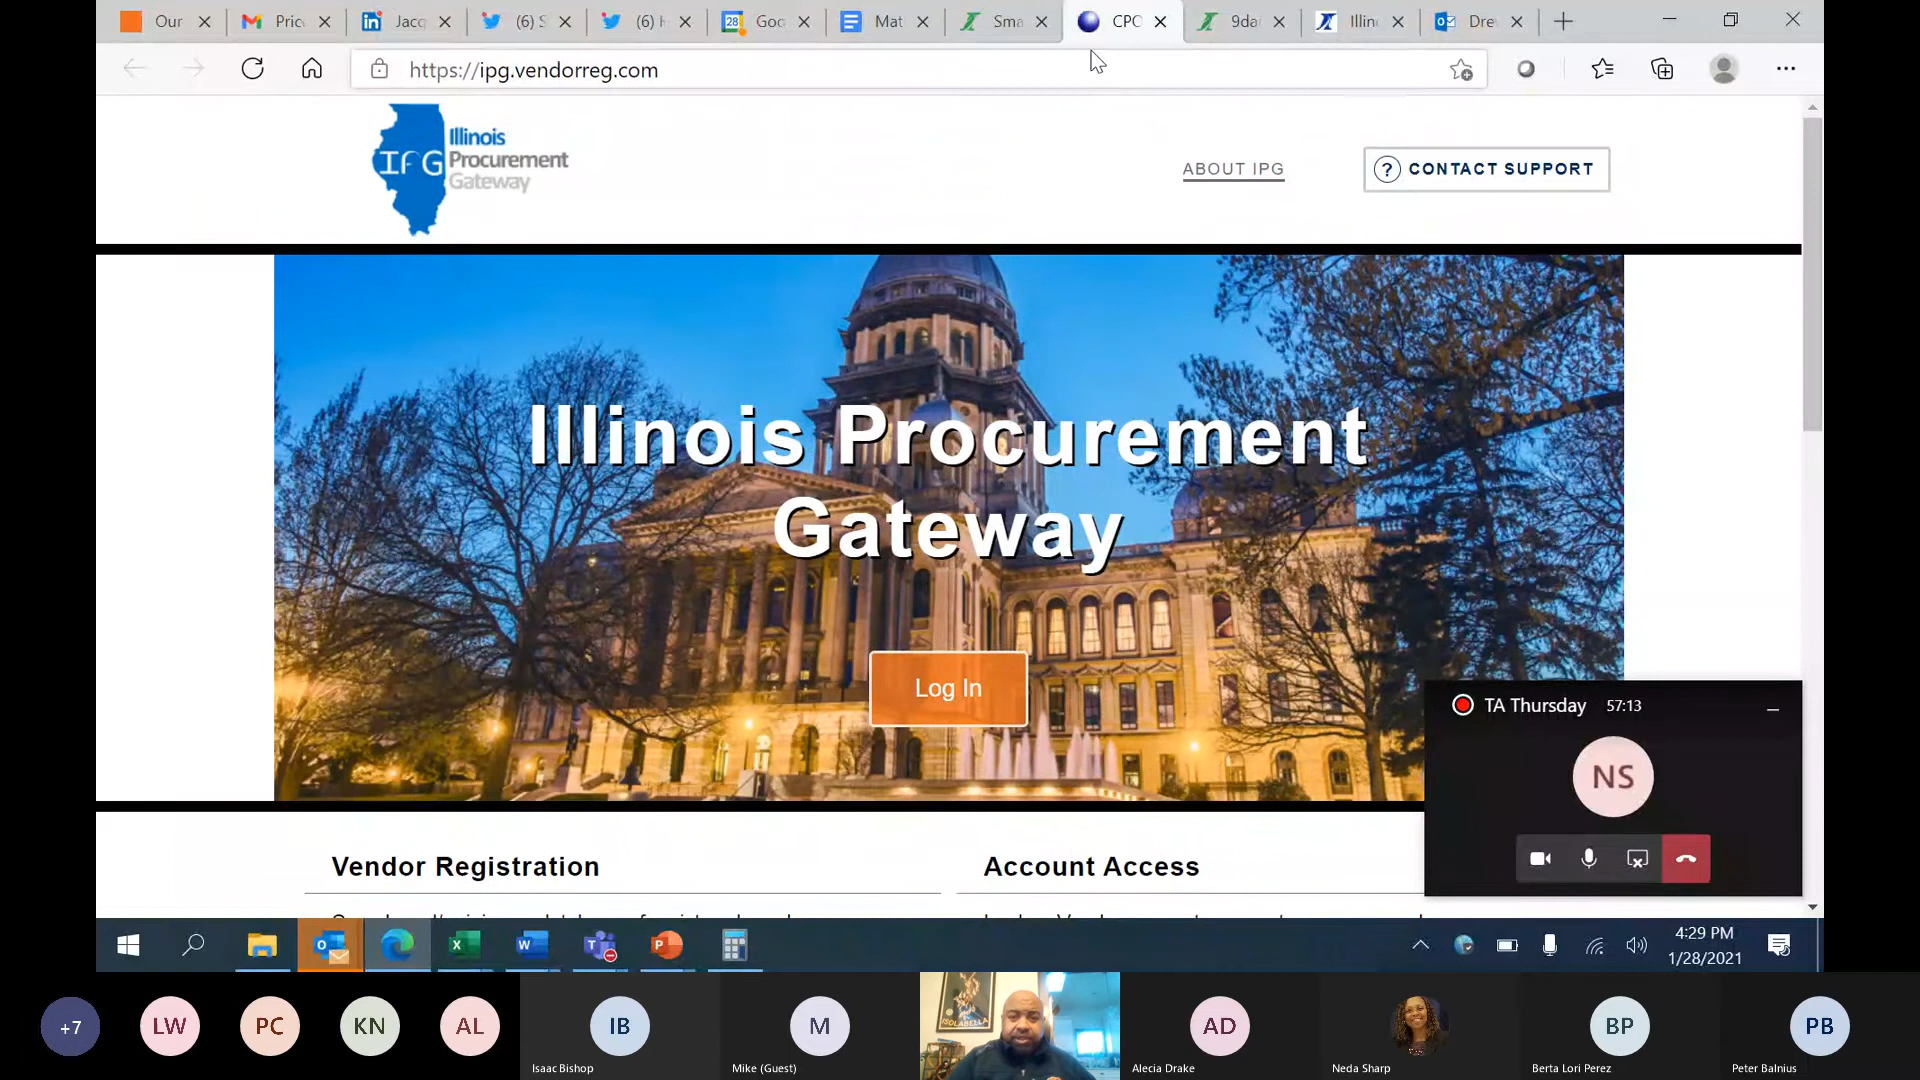 Our
Pric
Jacq
(6) S
(6) H
28
Goo
Mat
Sma
CPO
9da
Illin
Dre
https://ipg.vendorreg.com
IPG
Illinois
Procurement
Gateway
ABOUT IPG
? CONTACT SUPPORT
Illinois Procurement
Gateway
Log In
TA Thursday 57:13
NS
Vendor Registration
Account Access
4:29 PM
1/28/2021
+7
LW
PC
KN
AL
IB
Isaac Bishop
M
Mike (Guest)
ISOLABELLA
AD
Alecia Drake
Neda Sharp
BP
Berta Lori Perez
PB
Peter Balnius